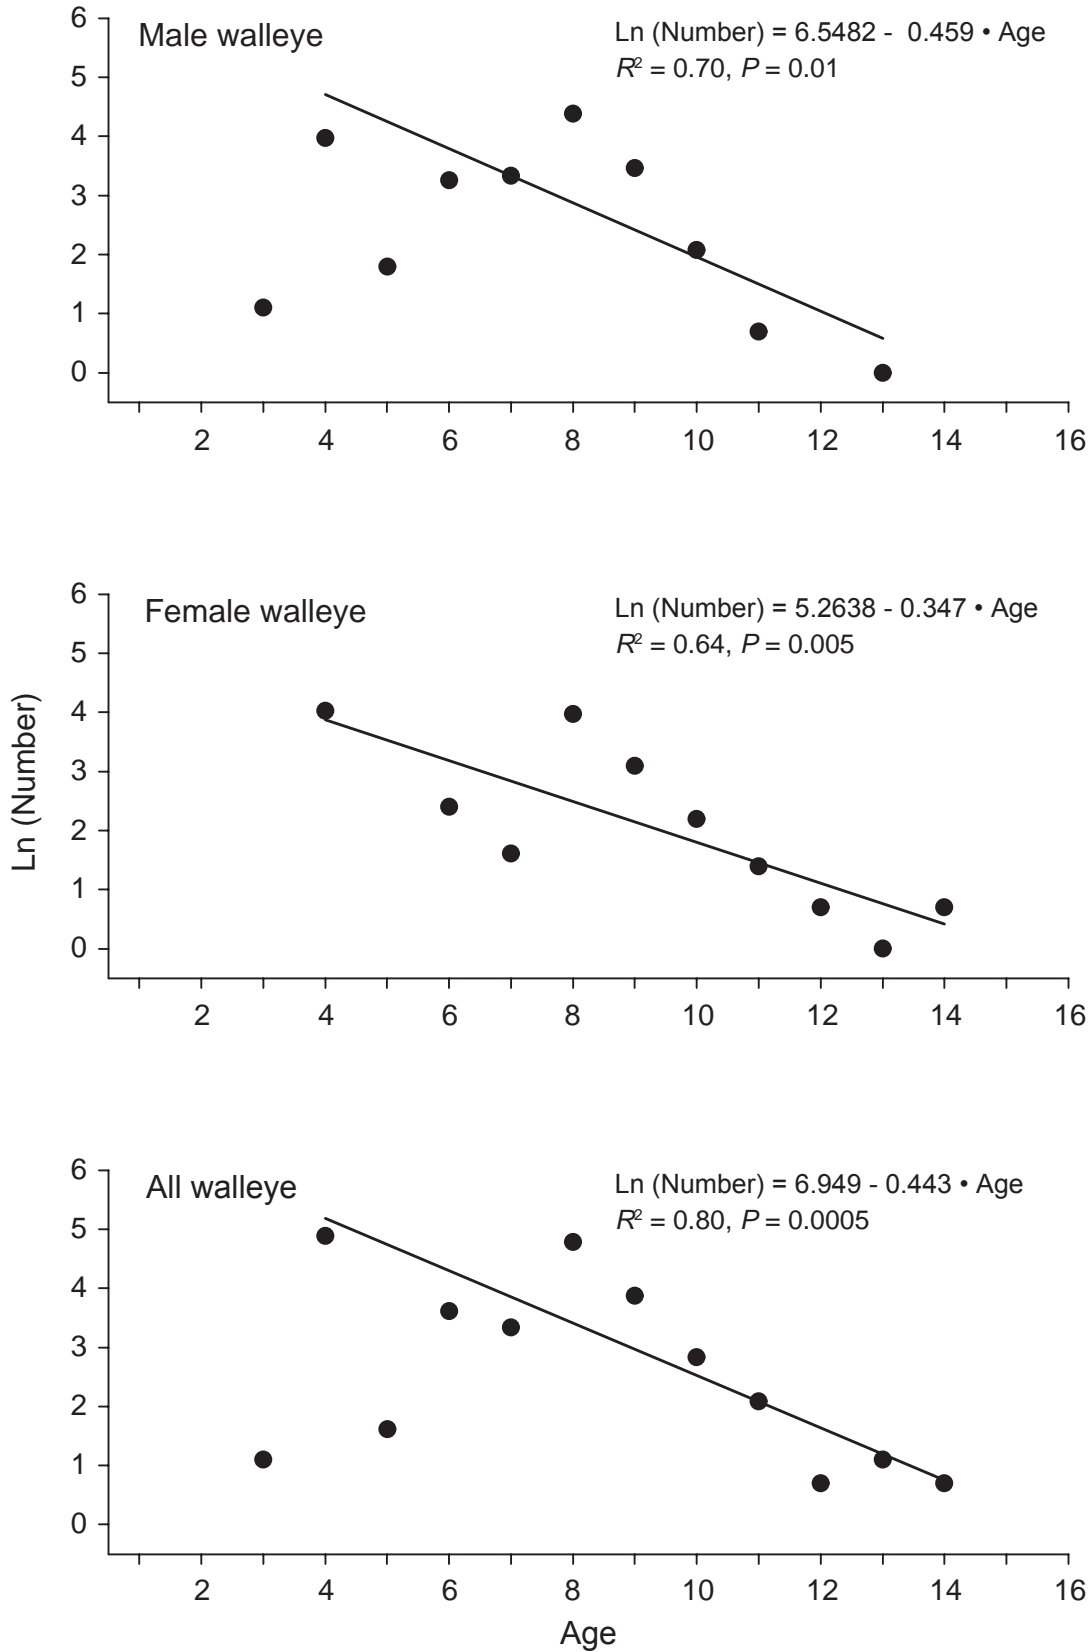 Male walleye
Ln (Number) = 6.5482 - 0.459 • Age
R² = 0.70, P = 0.01
6
5
4
3
2
1
0
2 4 6 8 10 12 14 16
Female walleye
Ln (Number) = 5.2638 - 0.347 • Age
R² = 0.64, P = 0.005
6
5
4
3
2
1
0
2 4 6 8 10 12 14 16
Ln (Number)
All walleye
Ln (Number) = 6.949 - 0.443 • Age
R² = 0.80, P = 0.0005
6
5
4
3
2
1
0
2 4 6 8 10 12 14 16
Age